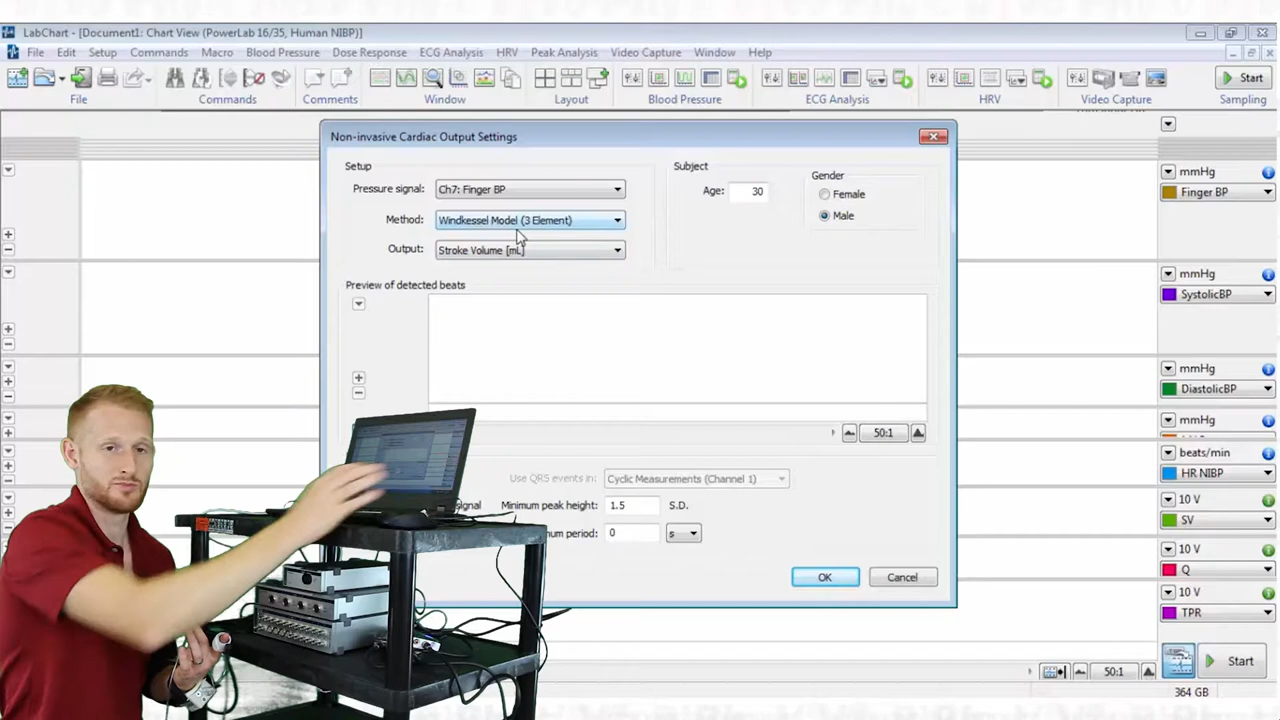 LabChart - [Document1: Chart View (PowerLab 16/35, Human NIBP)]
File Edit Setup Commands Macro Blood Pressure Dose Response ECG Analysis HRV Peak Analysis Video Capture Window Help
Start
File Commands Comments Window Layout Blood Pressure ECG Analysis HRV Video Capture Sampling
Non-invasive Cardiac Output Settings
Setup
Pressure signal: Ch7: Finger BP
Method: Windkessel Model (3 Element)
Output: Stroke Volume [mL]
Subject
Age: 30
Gender
Female
Male
Preview of detected beats
50:1
Use QRS events in: Cyclic Measurements (Channel 1)
signal Minimum peak height: 1.5 S.D.
num period: 0 s
OK Cancel
mmHg
Finger BP
mmHg
SystolicBP
mmHg
DiastolicBP
mmHg
beats/min
HR NIBP
10 V
SV
10 V
Q
10 V
TPR
50:1
Start
364 GB